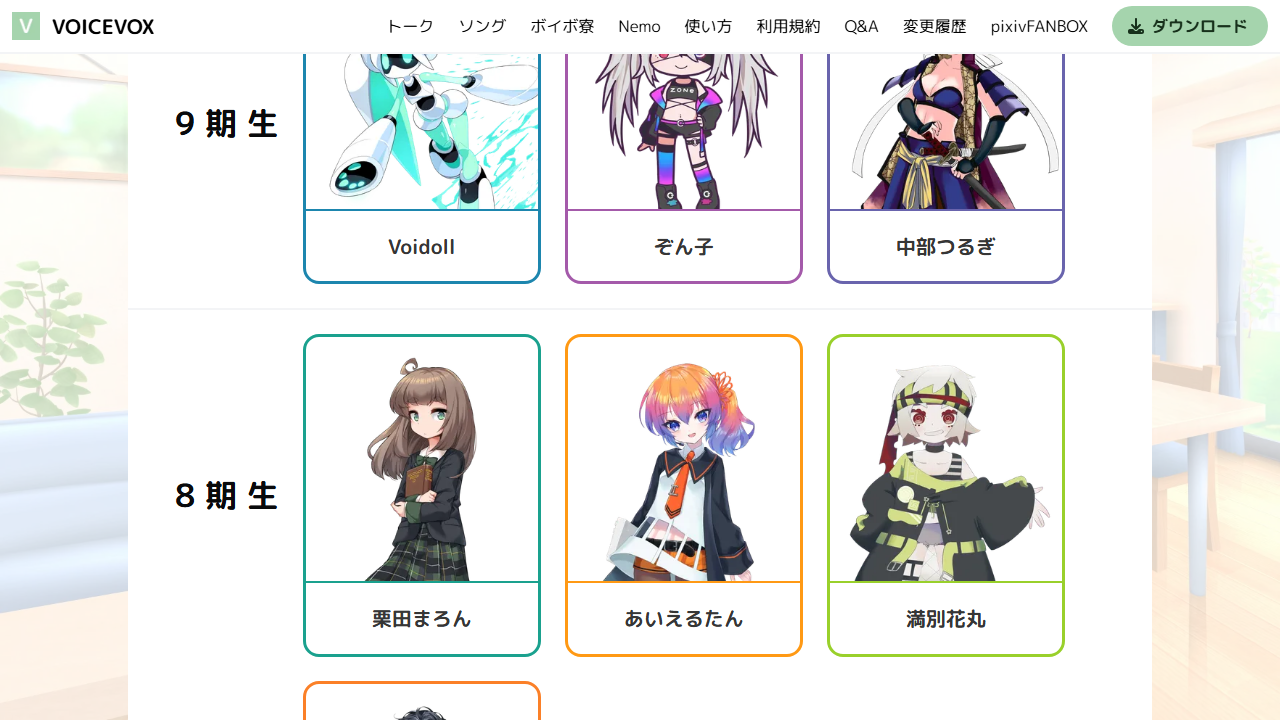 V VOICEVOX トーク ソング ボイボ寮 Nemo 使い方 利用規約 Q&A 変更履歴 pixivFANBOX ダウンロード
9期生
ZONe
Voidoll
ぞん子
中部つるぎ
8期生
栗田まろん
あいえるたん
満別花丸